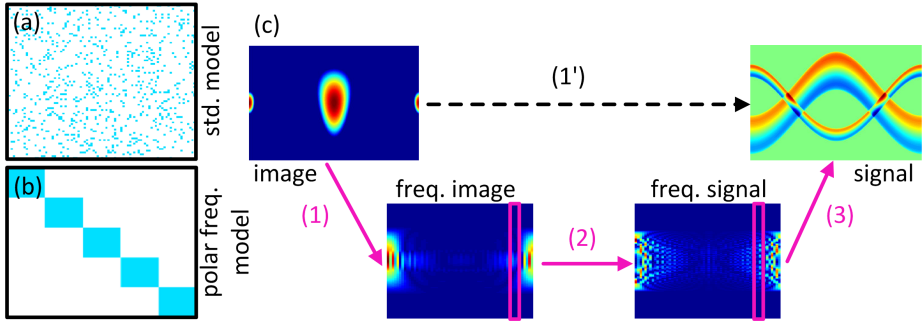 (a)
std. model
(b)
polar freq.
model
(c)
(1')
image
signal
freq. image
freq. signal
(1)
(2)
(3)